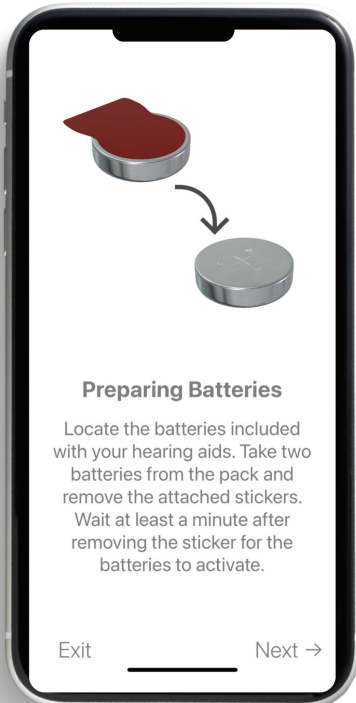 Preparing Batteries
Locate the batteries included
with your hearing aids. Take two
batteries from the pack and
remove the attached stickers.
Wait at least a minute after
removing the sticker for the
batteries to activate.
Exit Next →